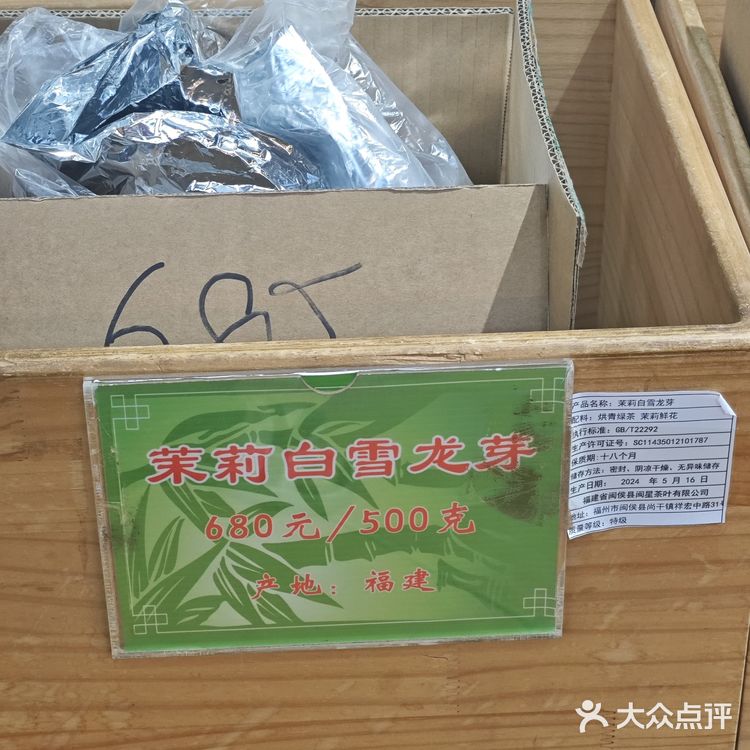 68J
茉莉白雪龙芽
680元/500克
产地：福建
产品名称：茉莉白雪龙芽
配料：烘青绿茶 茉莉鲜花
执行标准：GB/T22292
生产许可证号：SC11435012101787
保质期：十八个月
储存方法：密封、阴凉干燥、无异味储存
生产日期： 2024 年 5 月 16 日
福建省闽侯县闽星茶叶有限公司
地址：福州市闽侯县尚干镇祥宏中路31
质量等级：特级
大众点评